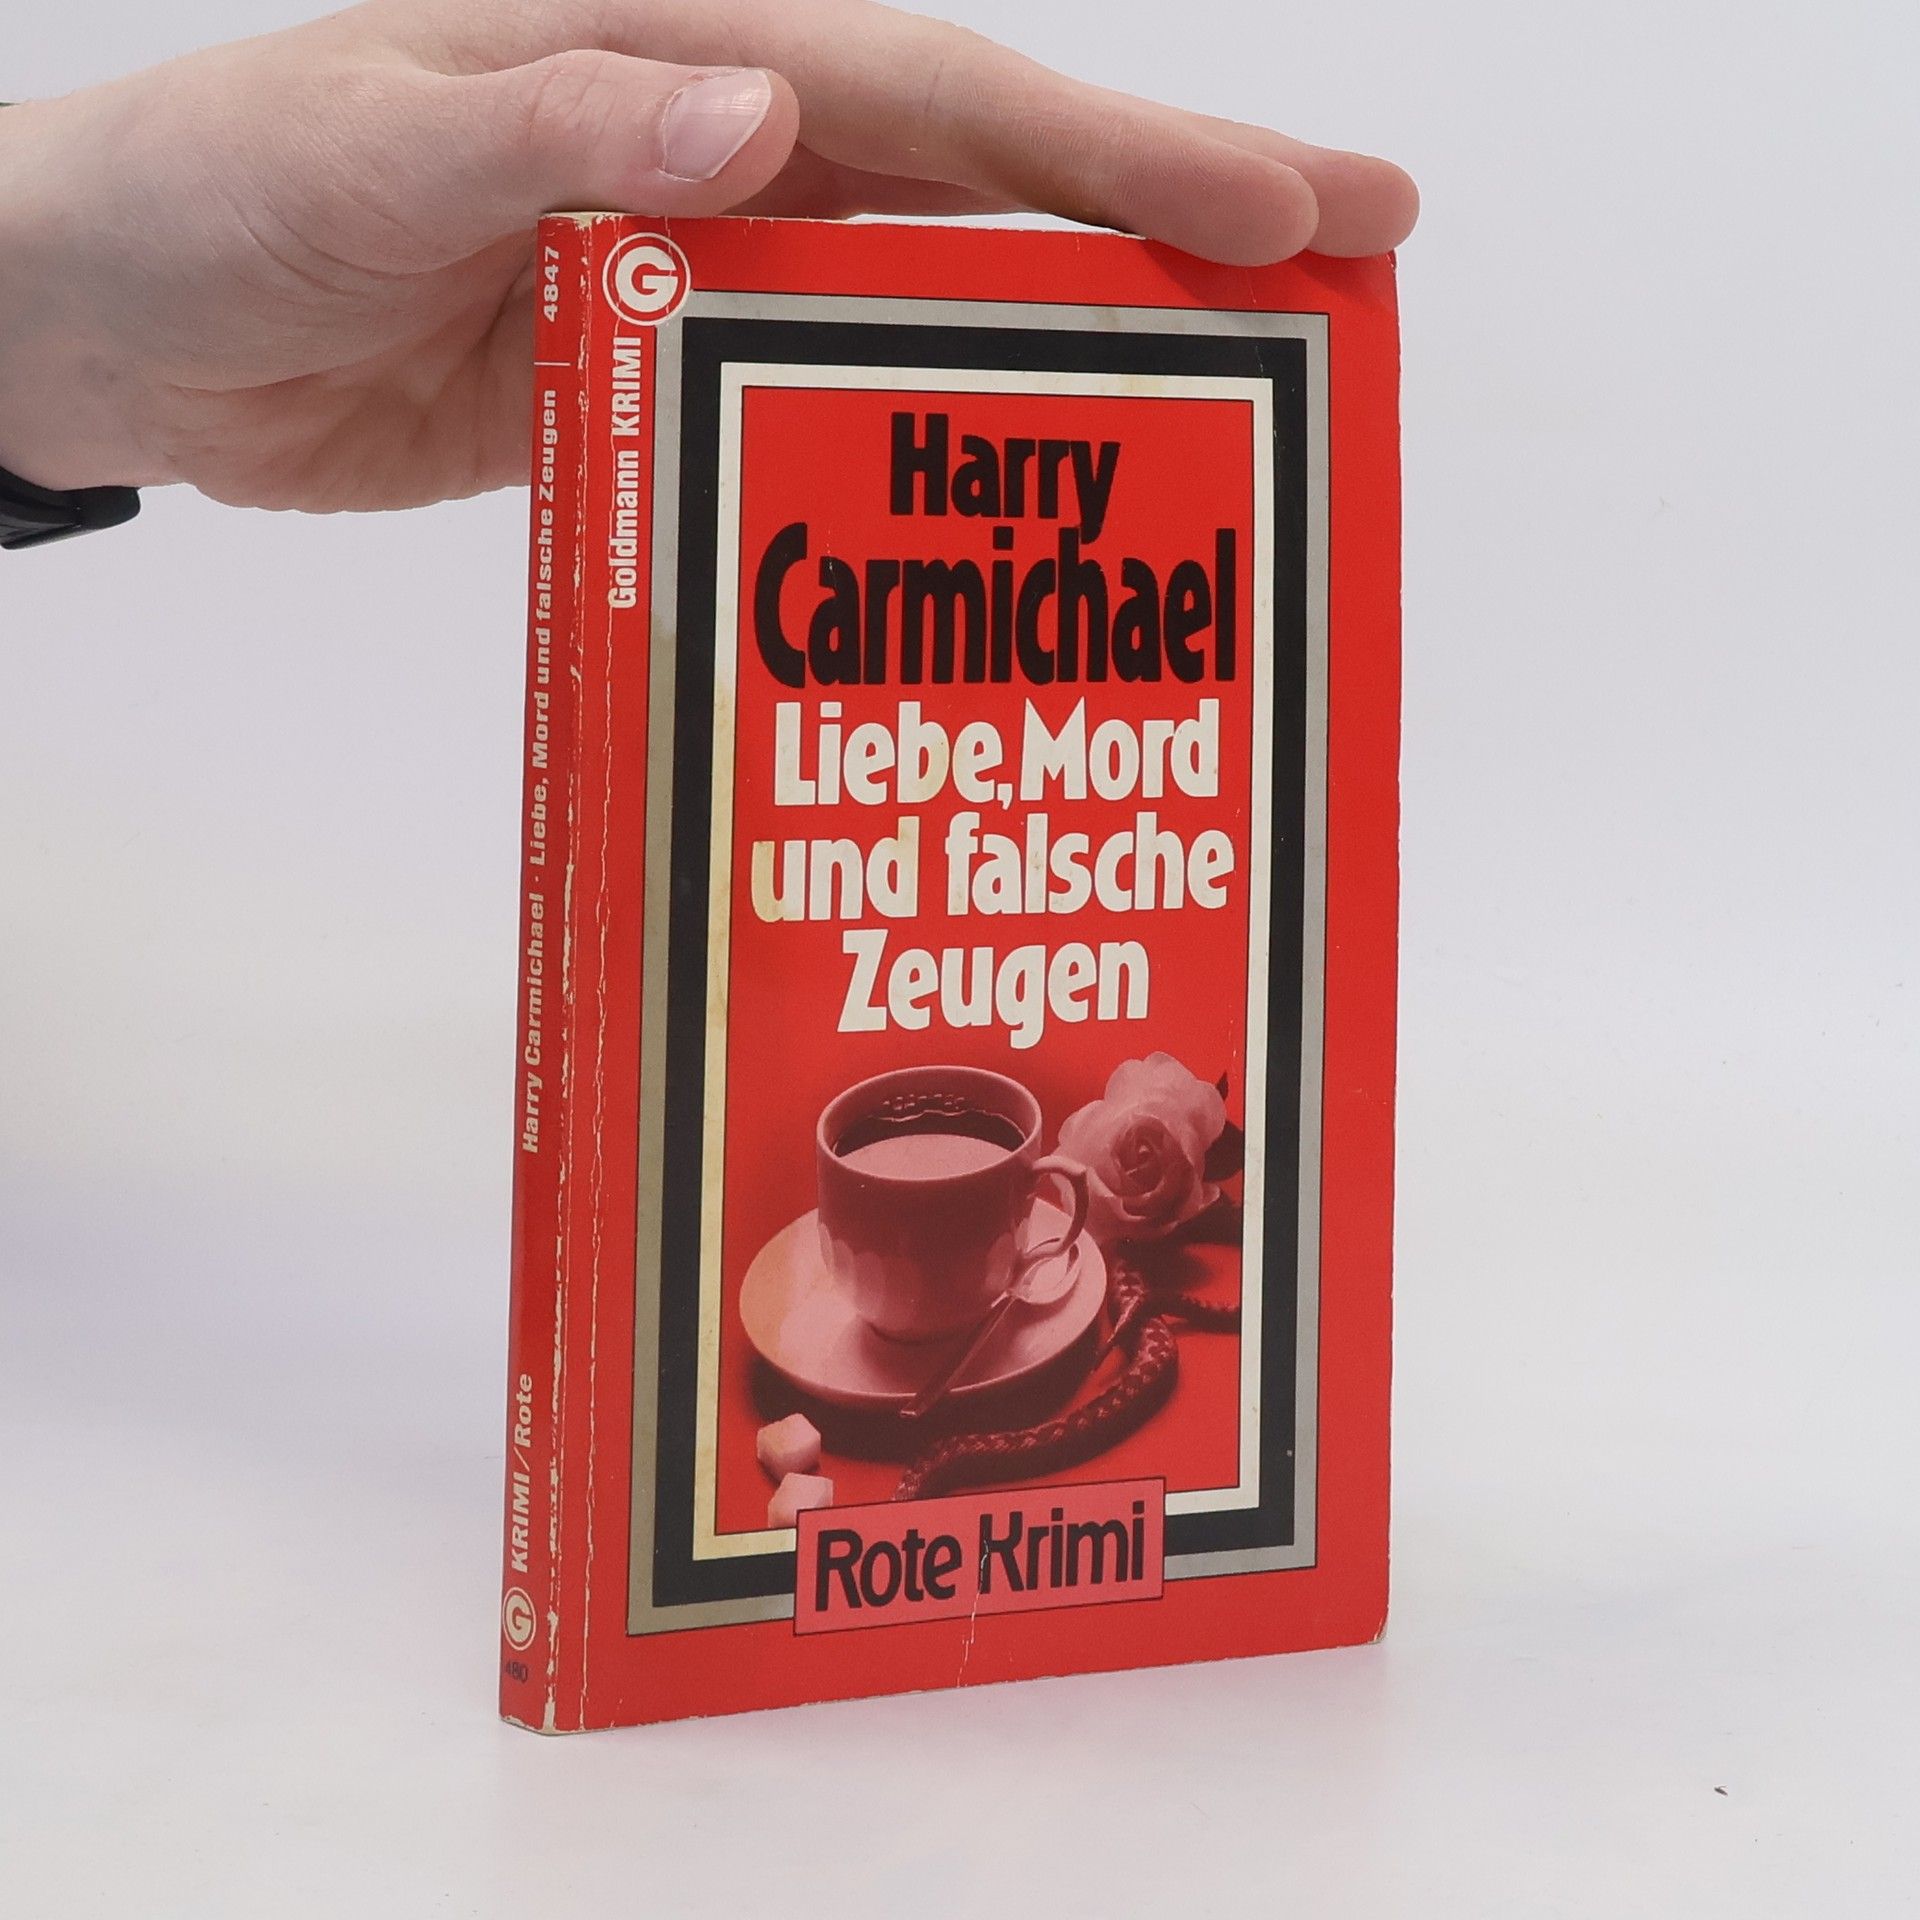 Harry
Carmichael
Liebe, Mord
und falsche
Zeugen
Rote Krimi
G
Goldmann KRIMI
Harry Carmichael · Liebe, Mord und falsche Zeugen | 4847
KRIMI/Rote
G
480